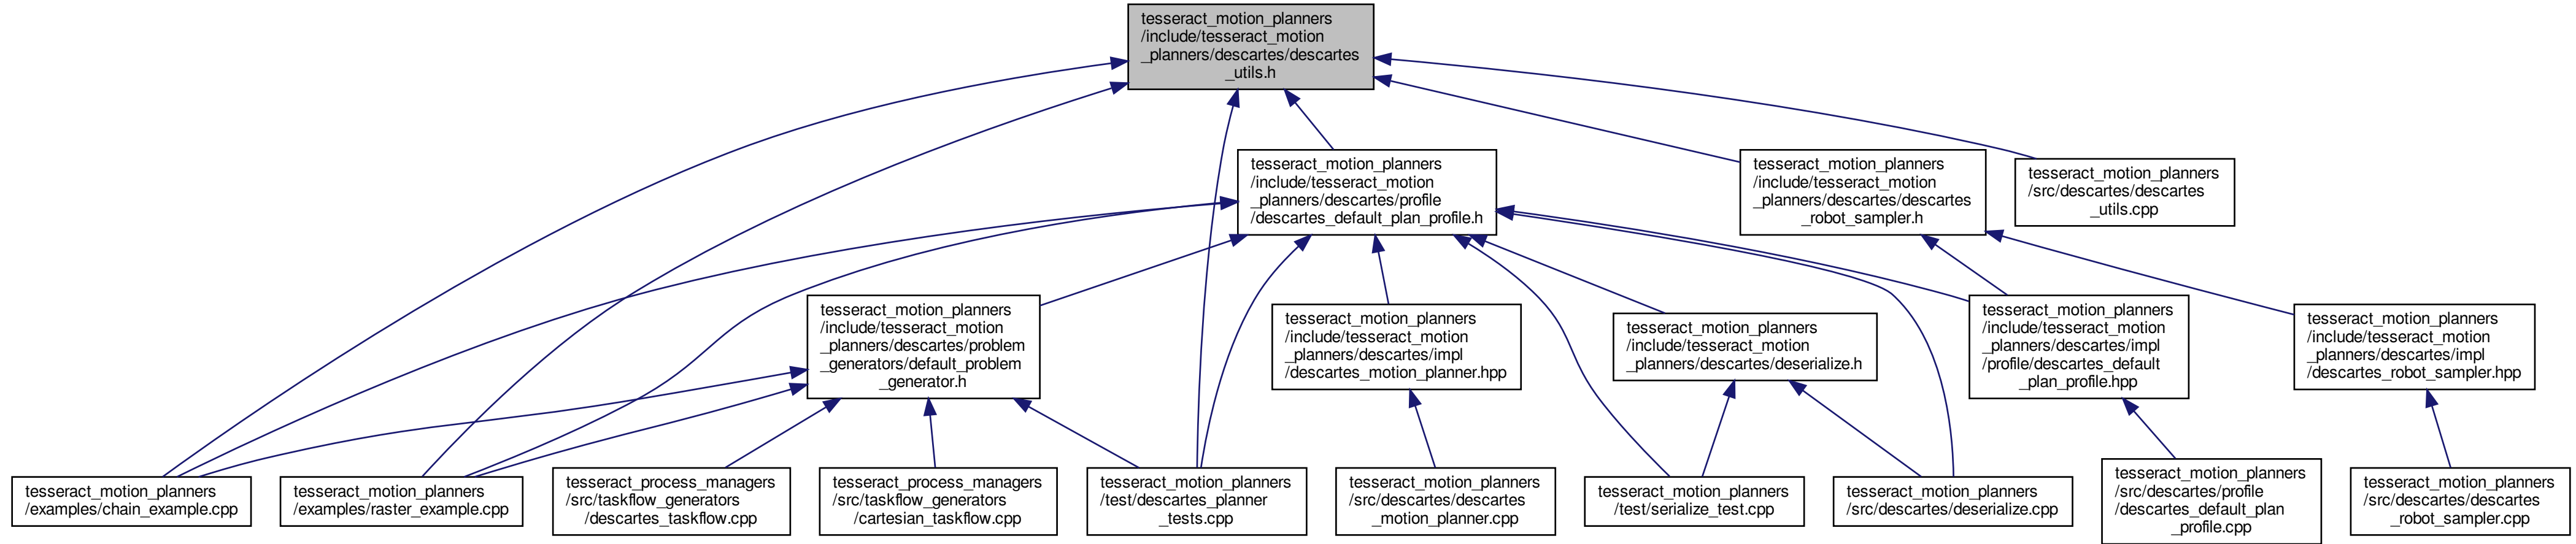 tesseract_motion_planners
/include/tesseract_motion
_planners/descartes/descartes
_utils.h
tesseract_motion_planners
/include/tesseract_motion
_planners/descartes/profile
/descartes_default_plan_profile.h
tesseract_motion_planners
/include/tesseract_motion
_planners/descartes/descartes
_robot_sampler.h
tesseract_motion_planners
/src/descartes/descartes
_utils.cpp
tesseract_motion_planners
/include/tesseract_motion
_planners/descartes/problem
_generators/default_problem
_generator.h
tesseract_motion_planners
/include/tesseract_motion
_planners/descartes/impl
/descartes_motion_planner.hpp
tesseract_motion_planners
/include/tesseract_motion
_planners/descartes/deserialize.h
tesseract_motion_planners
/include/tesseract_motion
_planners/descartes/impl
/profile/descartes_default
_plan_profile.hpp
tesseract_motion_planners
/include/tesseract_motion
_planners/descartes/impl
/descartes_robot_sampler.hpp
tesseract_motion_planners
/examples/chain_example.cpp
tesseract_motion_planners
/examples/raster_example.cpp
tesseract_process_managers
/src/taskflow_generators
/descartes_taskflow.cpp
tesseract_process_managers
/src/taskflow_generators
/cartesian_taskflow.cpp
tesseract_motion_planners
/test/descartes_planner
_tests.cpp
tesseract_motion_planners
/src/descartes/descartes
_motion_planner.cpp
tesseract_motion_planners
/test/serialize_test.cpp
tesseract_motion_planners
/src/descartes/deserialize.cpp
tesseract_motion_planners
/src/descartes/profile
/descartes_default_plan
_profile.cpp
tesseract_motion_planners
/src/descartes/descartes
_robot_sampler.cpp